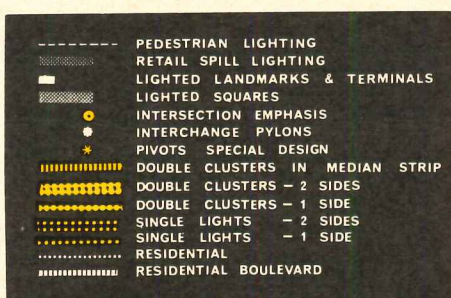 PEDESTRIAN LIGHTING
RETAIL SPILL LIGHTING
LIGHTED LANDMARKS & TERMINALS
LIGHTED SQUARES
INTERSECTION EMPHASIS
INTERCHANGE PYLONS
PIVOTS SPECIAL DESIGN
DOUBLE CLUSTERS IN MEDIAN STRIP
DOUBLE CLUSTERS – 2 SIDES
DOUBLE CLUSTERS – 1 SIDE
SINGLE LIGHTS – 2 SIDES
SINGLE LIGHTS – 1 SIDE
RESIDENTIAL
RESIDENTIAL BOULEVARD